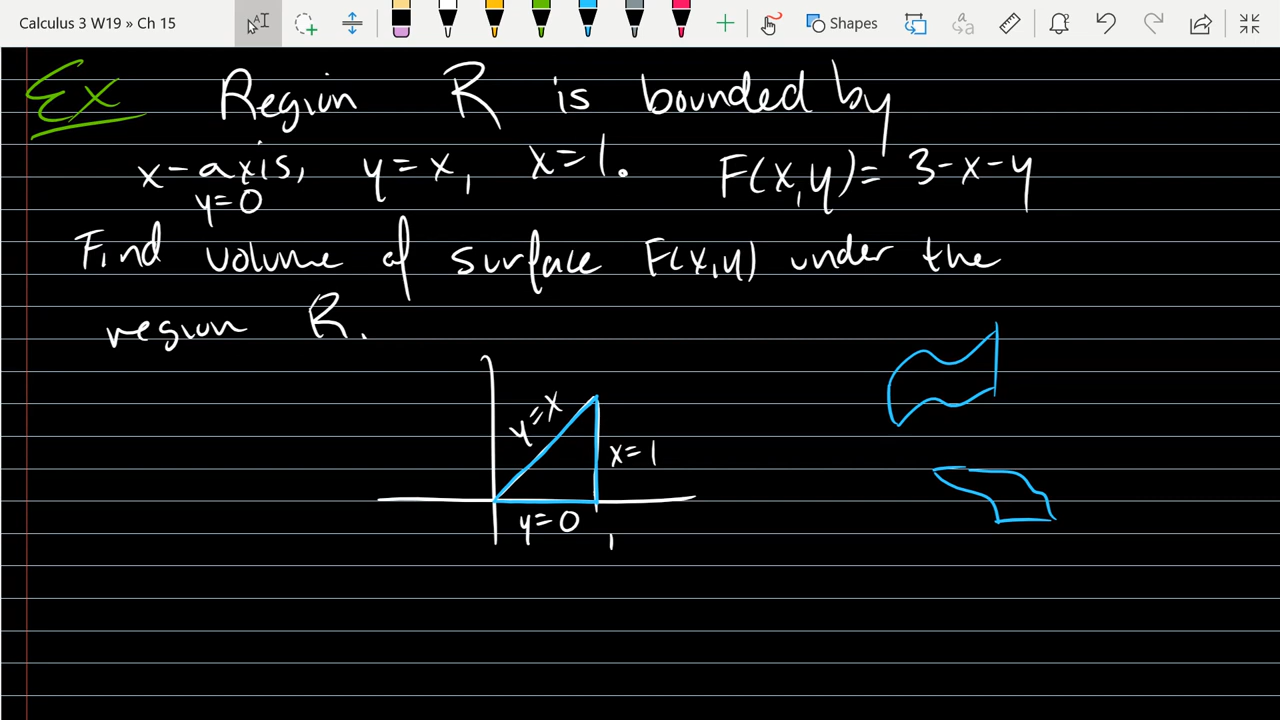 Calculus 3 W19 » Ch 15
Shapes
Ex Region R is bounded by
x-axis, y=x, x=1. F(x,y)= 3-x-y
y=0
Find volume of surface F(x,y) under the
region R.
y=x
x=1
y=0
1